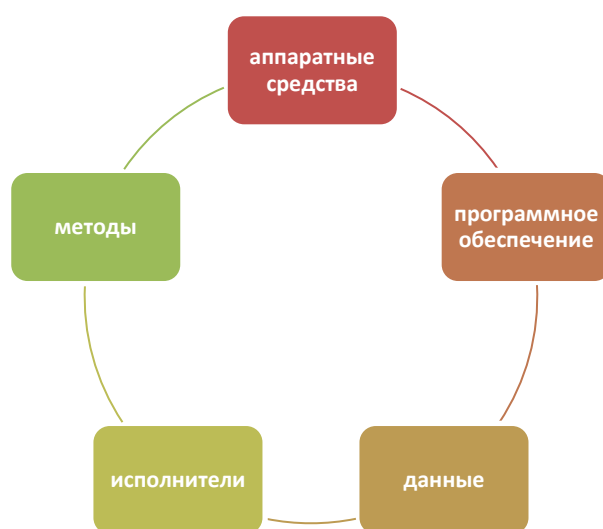 аппаратные
средства
программное
обеспечение
данные
исполнители
методы